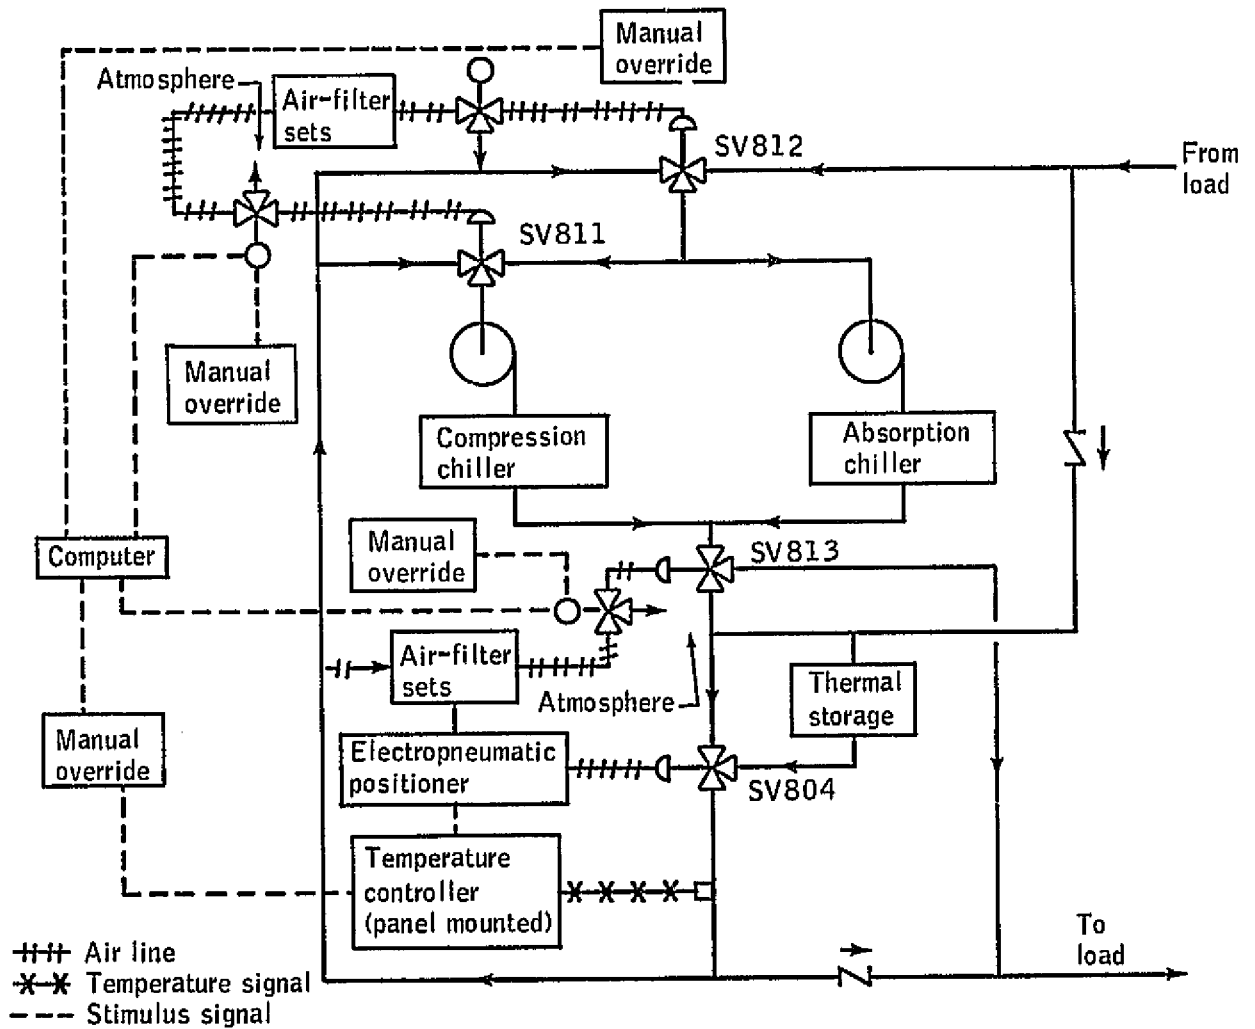 Manual
override
Atmosphere
Air-filter
sets
SV812
From
load
SV811
Manual
override
Compression
chiller
Absorption
chiller
Manual
override
SV813
Computer
Air-filter
sets
Atmosphere
Thermal
storage
Manual
override
Electropneumatic
positioner
SV804
Temperature
controller
(panel mounted)
To
load
Air line
Temperature signal
Stimulus signal